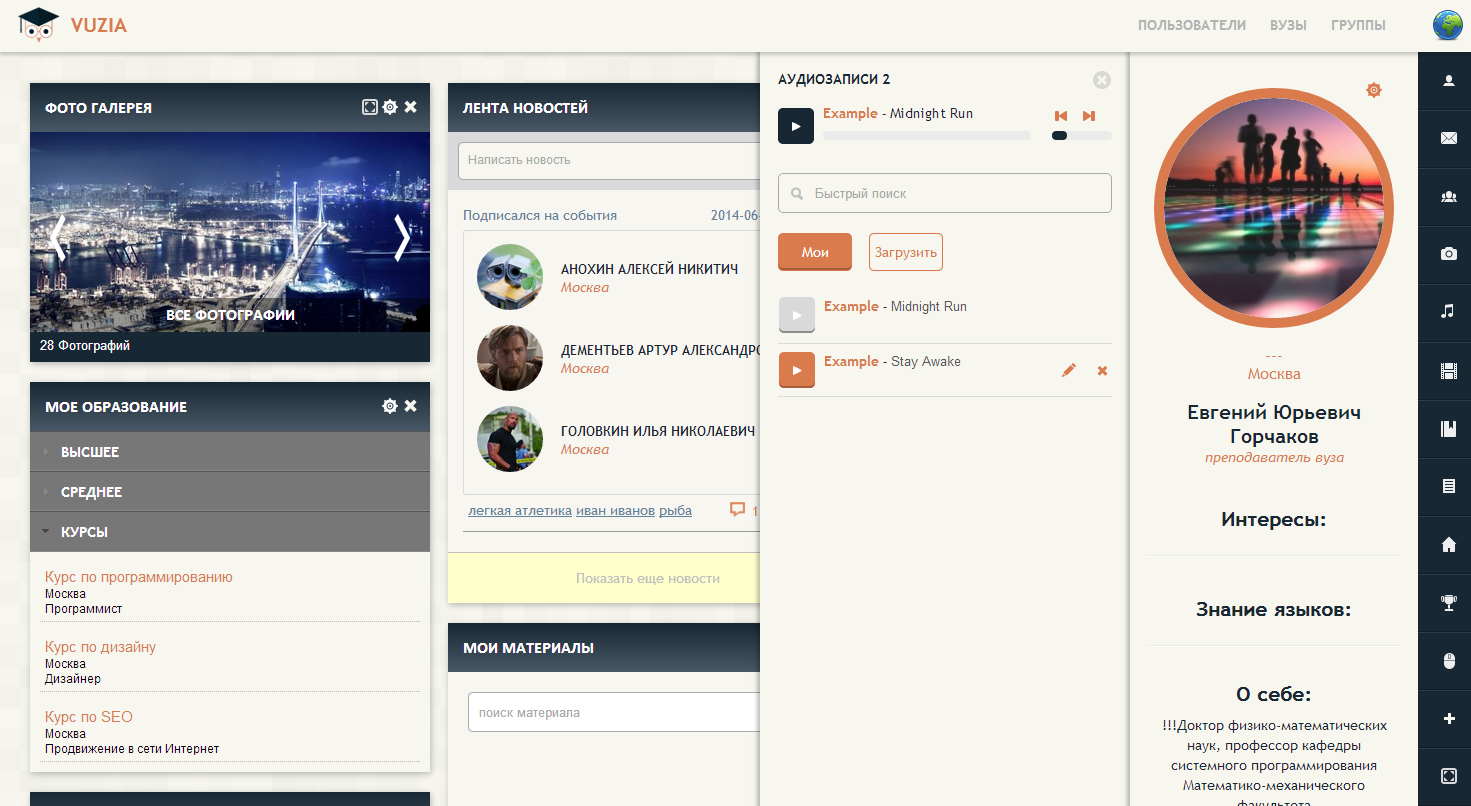 VUZIA
ПОЛЬЗОВАТЕЛИ ВУЗЫ ГРУППЫ
ФОТО ГАЛЕРЕЯ
ВСЕ ФОТОГРАФИИ
28 Фотографий
МОЕ ОБРАЗОВАНИЕ
ВЫСШЕЕ
СРЕДНЕЕ
КУРСЫ
Курс по программированию
Москва
Программист
Курс по дизайну
Москва
Дизайнер
Курс по SEO
Москва
Продвижение в сети Интернет
ЛЕНТА НОВОСТЕЙ
Написать новость
Подписался на события 2014-06-
АНОХИН АЛЕКСЕЙ НИКИТИЧ
Москва
ДЕМЕНТЬЕВ АРТУР АЛЕКСАНДРО
Москва
ГОЛОВКИН ИЛЬЯ НИКОЛАЕВИЧ
Москва
легкая атлетика иван иванов рыба 1
Показать еще новости
МОИ МАТЕРИАЛЫ
поиск материала
АУДИОЗАПИСИ 2
Example - Midnight Run
Быстрый поиск
Мои Загрузить
Example - Midnight Run
Example - Stay Awake
---
Москва
Евгений Юрьевич
Горчаков
преподаватель вуза
Интересы:
Знание языков:
О себе:
!!!Доктор физико-математических
наук, профессор кафедры
системного программирования
Математико-механического
факультета